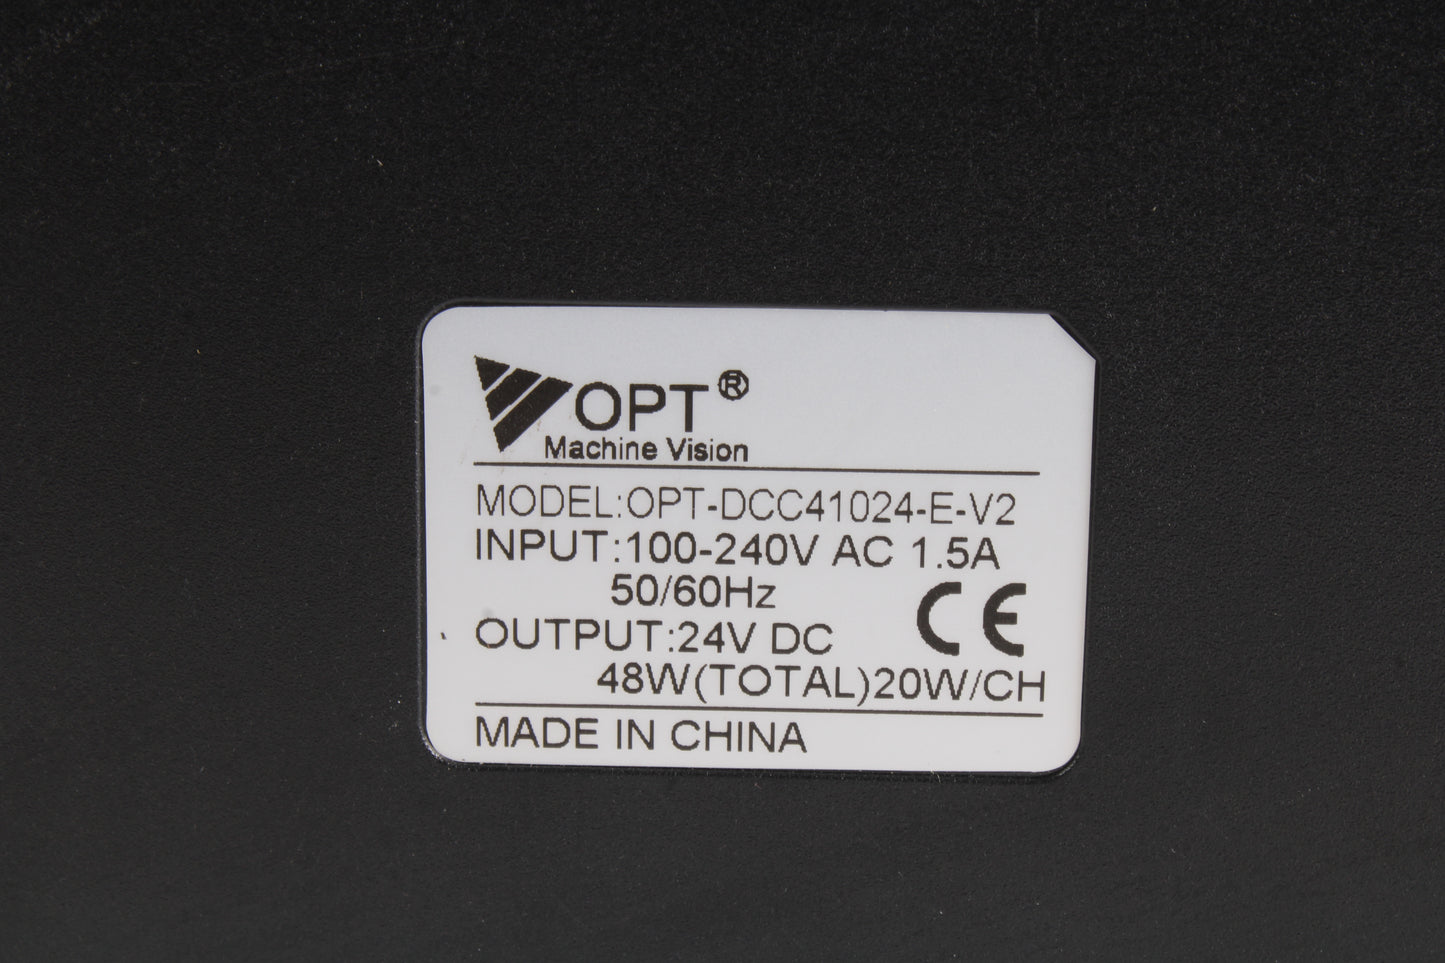 OPT®
Machine Vision
MODEL:OPT-DCC41024-E-V2
INPUT:100-240V AC 1.5A
50/60Hz
CE
OUTPUT:24V DC
48W(TOTAL)20W/CH
MADE IN CHINA